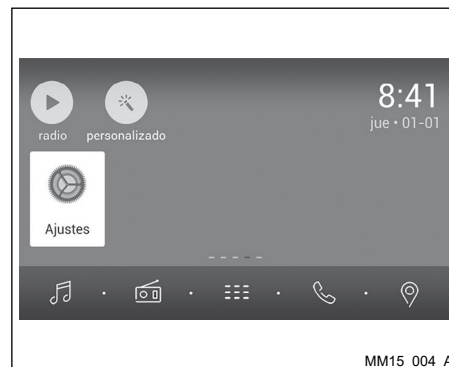 8:41
jue • 01-01
radio
personalizado
Ajustes
MM15 004 A